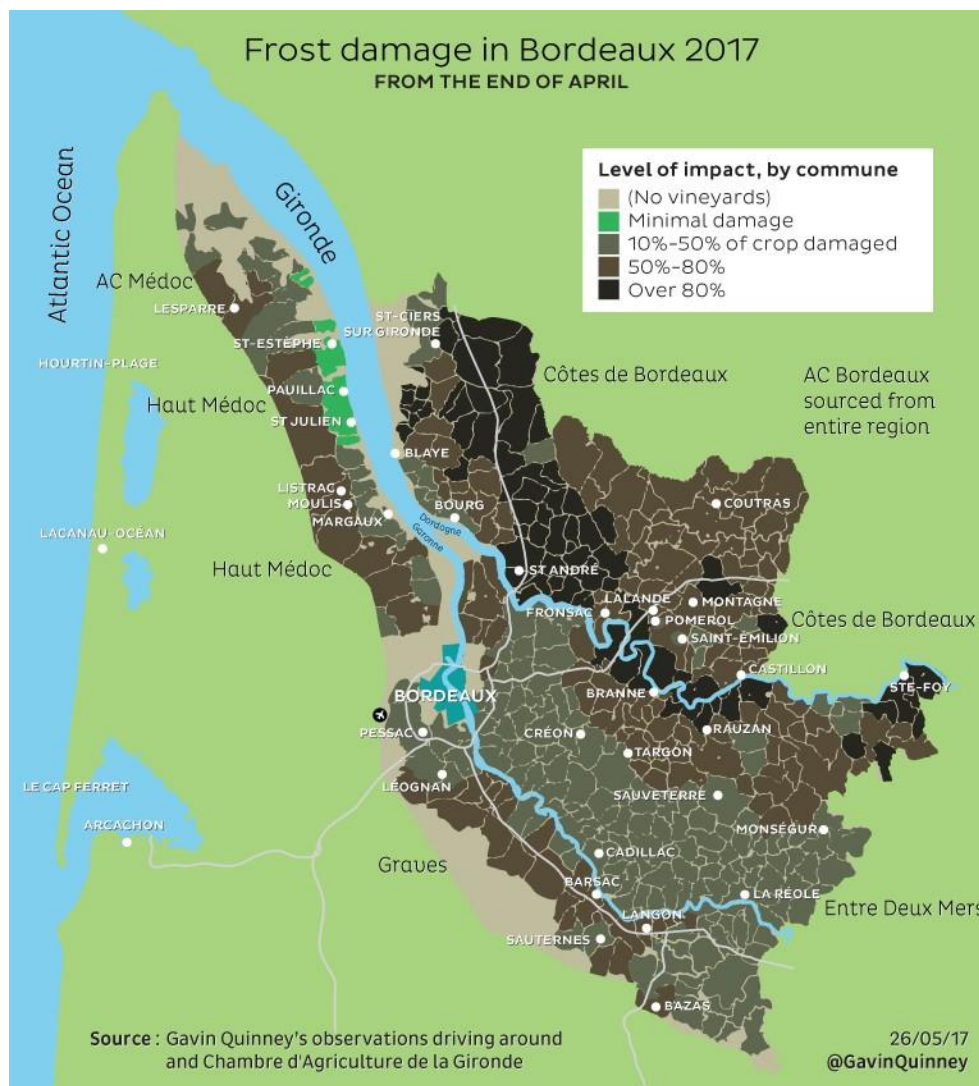 Frost damage in Bordeaux 2017
FROM THE END OF APRIL
Level of impact, by commune
(No vineyards)
Minimal damage
10%-50% of crop damaged
50%-80%
Over 80%
Atlantic Ocean
Gironde
AC Médoc
LESPARRE
ST-CIERS
SUR GIRONDE
ST-ESTÈPHE
HOURTIN-PLAGE
Côtes de Bordeaux
AC Bordeaux
sourced from
entire region
PAUILLAC
Haut Médoc
ST JULIEN
BLAYE
LISTRAC
MOULIS
MARGAUX
BOURG
COUTRAS
Dordogne
Garonne
LACANAU-OCÉAN
Haut Médoc
ST ANDRÉ
FRONSAC
LALANDE
MONTAGNE
POMEROL
Côtes de Bordeaux
SAINT-ÉMILION
CASTILLON
STE-FOY
BORDEAUX
BRANNE
PESSAC
CRÉON
RAUZAN
TARGON
LÉOGNAN
LE CAP FERRET
SAUVETERRE
ARCACHON
MONSÉGUR
Graves
CADILLAC
BARSAC
LA RÉOLE
Entre Deux Mers
LANGON
SAUTERNES
BAZAS
Source : Gavin Quinney's observations driving around
and Chambre d'Agriculture de la Gironde
26/05/17
@GavinQuinney